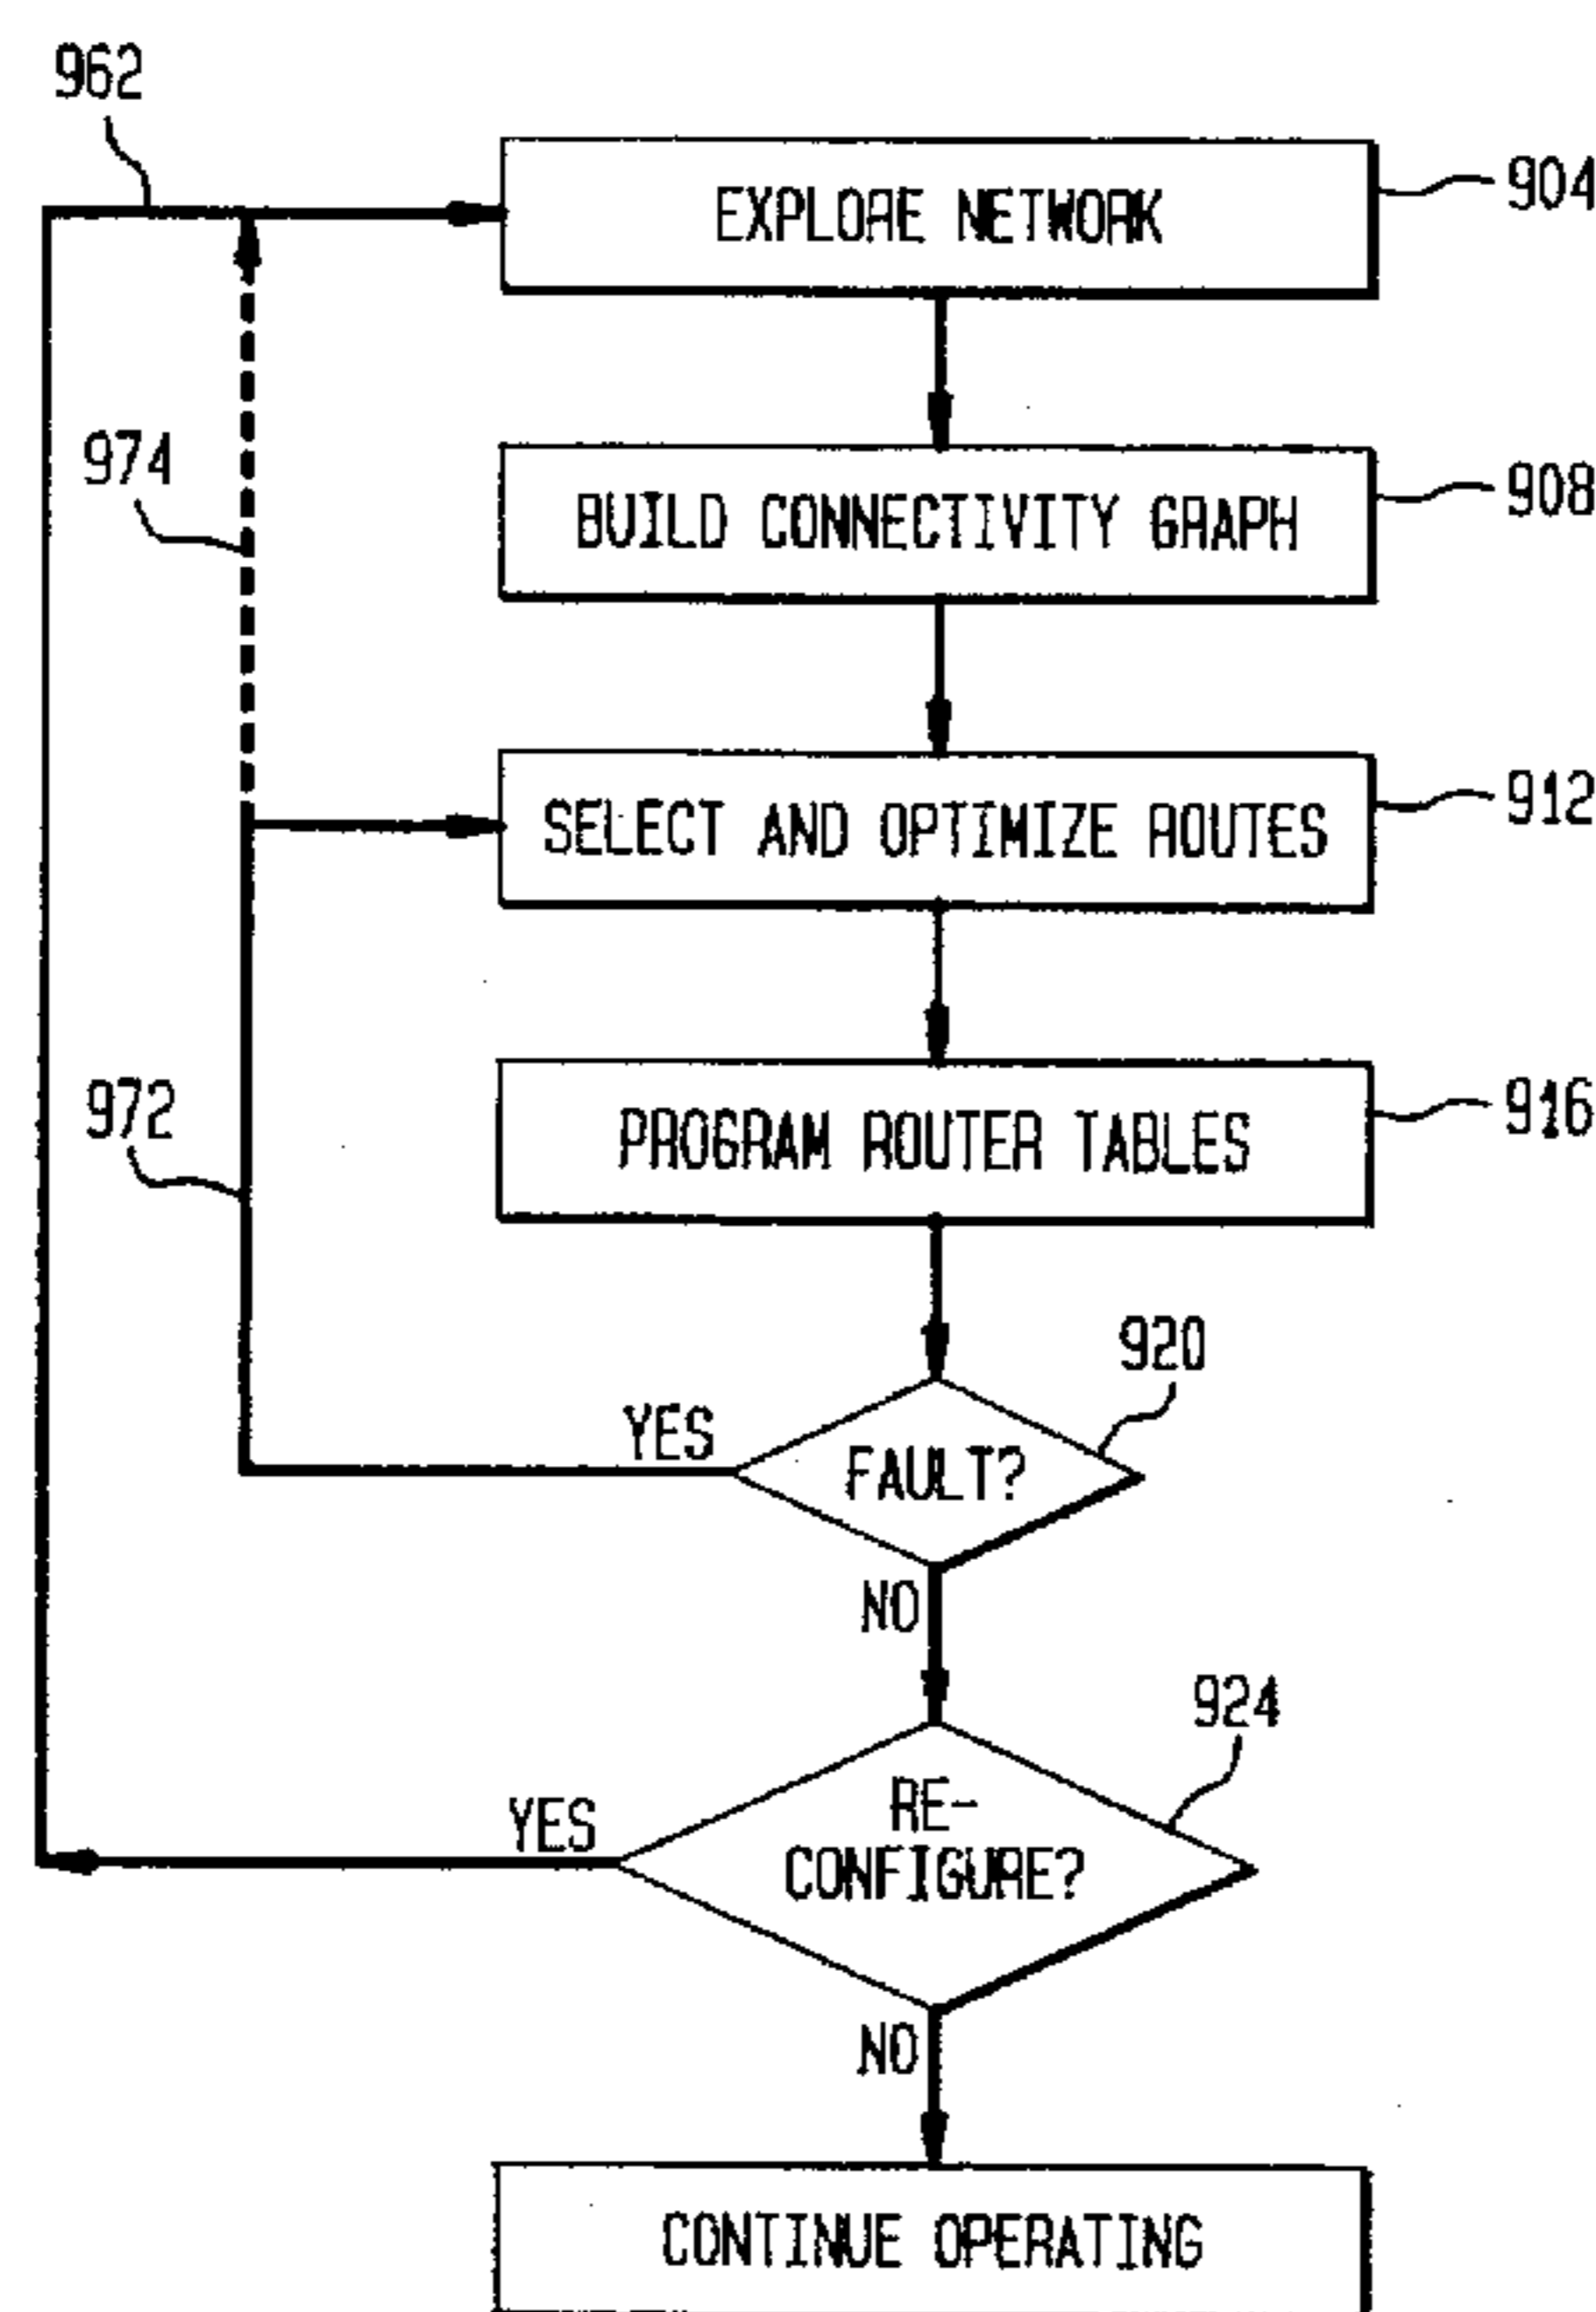 962
EXPLORE NETWORK
904
974
BUILD CONNECTIVITY GRAPH
908
SELECT AND OPTIMIZE ROUTES
912
972
PROGRAM ROUTER TABLES
916
920
YES
FAULT?
NO
924
YES
RE-
CONFIGURE?
NO
CONTINUE OPERATING